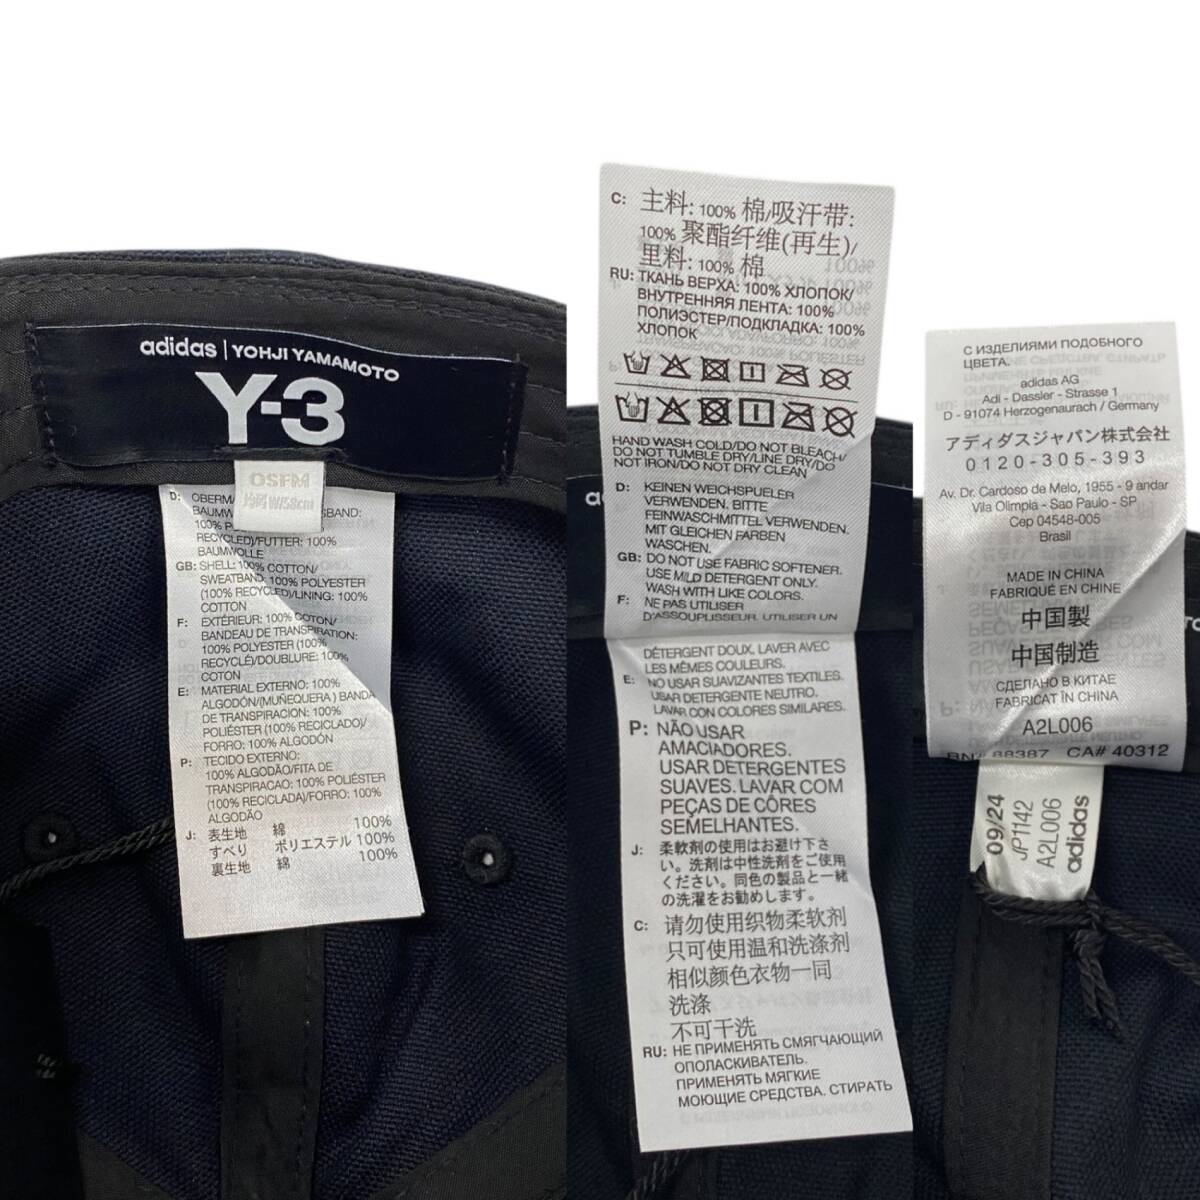 adidas | YOHJI YAMAMOTO
Y-3
OSFM
D: OBERM
BAUMW
100%
RECYCLED)/FUTTER: 100%
BAUMWOLLE
GB: SHELL: 100% COTTON/
SWEATBAND: 100% POLYESTER
(100% RECYCLED)/LINING: 100%
COTTON
F: EXTÉRIEUR: 100% COTON/
BANDEAU DE TRANSPIRATION:
100% POLYESTER (100%
RECYCLÉ)/DOUBLURE: 100%
COTON
E: MATERIAL EXTERNO: 100%
ALGODÓN/(MUÑEQUERA ) BANDA
DE TRANSPIRACION: 100%
POLIÉSTER (100% RECICLADO)/
FORRO: 100% ALGODÓN
P: TECIDO EXTERNO:
100% ALGODÃO/FITA DE
TRANSPIRACAO: 100% POLIÉSTER
(100% RECICLADA)/FORRO: 100%
ALGODÃO
J: 表生地 綿 100%
すべり ポリエステル 100%
裏生地 綿 100%
C: 主料: 100% 棉/吸汗带:
100% 聚酯纤维(再生)/
里料: 100% 棉
RU: ТКАНЬ ВЕРХА: 100% ХЛОПОК/
ВНУТРЕННЯЯ ЛЕНТА: 100%
ПОЛИЭСТЕР/ПОДКЛАДКА: 100%
ХЛОПОК
HAND WASH COLD/DO NOT BLEACH/
DO NOT TUMBLE DRY/LINE DRY/DO
NOT IRON/DO NOT DRY CLEAN
D: KEINEN WEICHSPUELER
VERWENDEN. BITTE
FEINWASCHMITTEL VERWENDEN.
MIT GLEICHEN FARBEN
WASCHEN.
GB: DO NOT USE FABRIC SOFTENER.
USE MILD DETERGENT ONLY.
WASH WITH LIKE COLORS.
F: NE PAS UTILISER
D'ASSOUPLISSEUR. UTILISER UN
DÉTERGENT DOUX. LAVER AVEC
LES MÊMES COULEURS.
E: NO USAR SUAVIZANTES TEXTILES.
USAR DETERGENTE NEUTRO.
LAVAR CON COLORES SIMILARES.
P: NÃO USAR
AMACIADORES.
USAR DETERGENTES
SUAVES. LAVAR COM
PEÇAS DE CÔRES
SEMELHANTES.
J: 柔軟剤の使用はお避け下さ
い。洗剤は中性洗剤をご使用
ください。同色の製品と一緒
の洗濯をお勧めします。
C: 请勿使用织物柔软剂
只可使用温和洗涤剂
相似颜色衣物一同
洗涤
不可干洗
RU: НЕ ПРИМЕНЯТЬ СМЯГЧАЮЩИЙ
ОПОЛАСКИВАТЕЛЬ.
ПРИМЕНЯТЬ МЯГКИЕ
МОЮЩИЕ СРЕДСТВА. СТИРАТЬ
С ИЗДЕЛИЯМИ ПОДОБНОГО
ЦВЕТА.
adidas AG
Adi - Dassler - Strasse 1
D - 91074 Herzogenaurach / Germany
アディダスジャパン株式会社
0120-305-393
Av. Dr. Cardoso de Melo, 1955 - 9 andar
Vila Olimpia - Sao Paulo - SP
Cep 04548-005
Brasil
MADE IN CHINA
FABRIQUÉ EN CHINE
中国製
中国制造
СДЕЛАНО В КИТАЕ
FABRICAT ÎN CHINA
A2L006
BN# 88387 CA# 40312
09/24
JP1142
A2L006
adidas